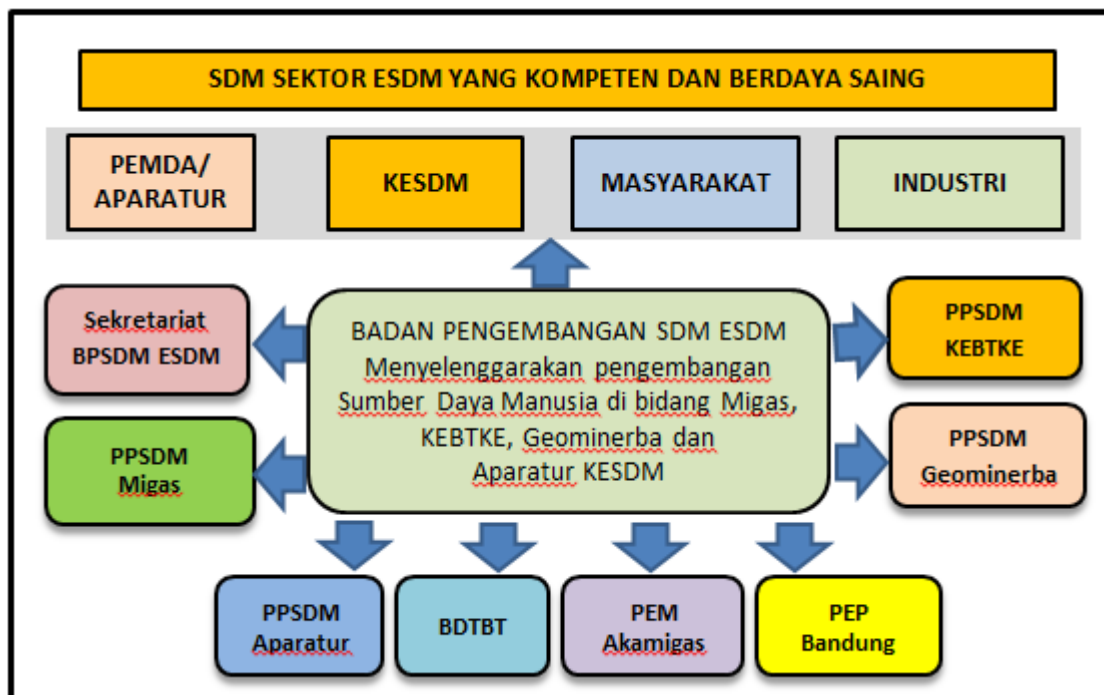 SDM SEKTOR ESDM YANG KOMPETEN DAN BERDAYA SAING
PEMDA/
APARATUR
KESDM
MASYARAKAT
INDUSTRI
Sekretariat
BPSDM ESDM
BADAN PENGEMBANGAN SDM ESDM
Menyelenggarakan pengembangan
Sumber Daya Manusia di bidang Migas,
KEBTKE, Geominerba dan
Aparatur KESDM
PPSDM
KEBTKE
PPSDM
Migas
PPSDM
Geominerba
PPSDM
Aparatur
BDTBT
PEM
Akamigas
PEP
Bandung